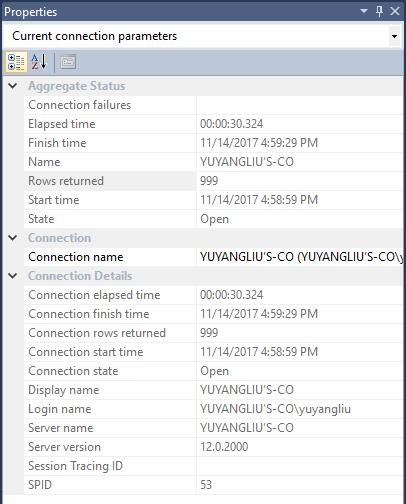 Properties
Current connection parameters
Aggregate Status
Connection failures
Elapsed time 00:00:30.324
Finish time 11/14/2017 4:59:29 PM
Name YUYANGLIU'S-CO
Rows returned 999
Start time 11/14/2017 4:58:59 PM
State Open
Connection
Connection name YUYANGLIU'S-CO (YUYANGLIU'S-CO\y
Connection Details
Connection elapsed time 00:00:30.324
Connection finish time 11/14/2017 4:59:29 PM
Connection rows returned 999
Connection start time 11/14/2017 4:58:59 PM
Connection state Open
Display name YUYANGLIU'S-CO
Login name YUYANGLIU'S-CO\yuyangliu
Server name YUYANGLIU'S-CO
Server version 12.0.2000
Session Tracing ID
SPID 53